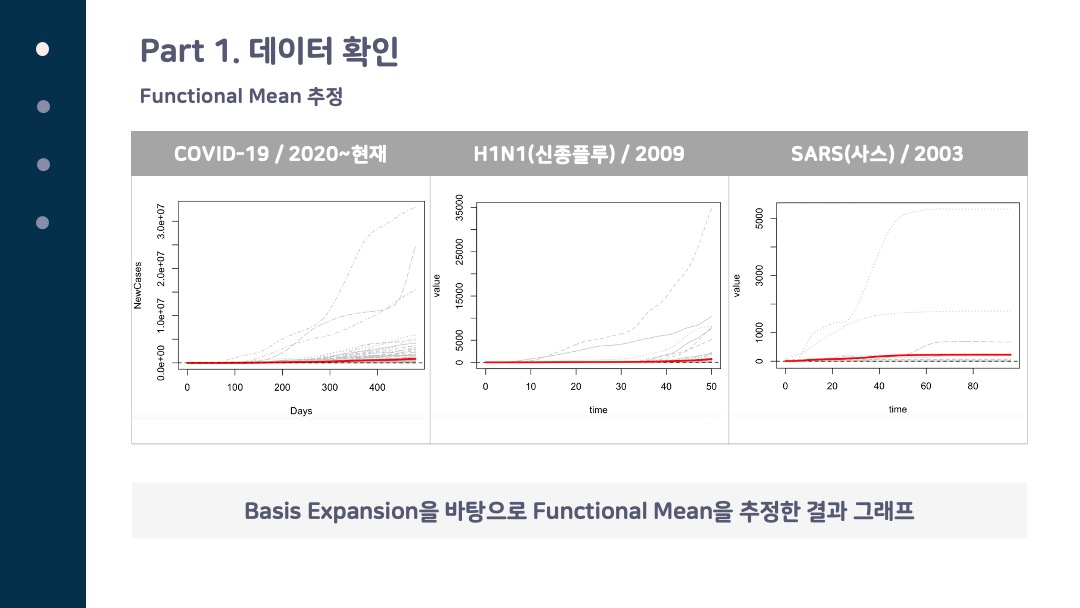 Part 1. 데이터 확인
Functional Mean 추정
COVID-19 / 2020~현재
H1N1(신종플루) / 2009
SARS(사스) / 2003
NewCases
0.0e+00 1.0e+07 2.0e+07 3.0e+07
0 100 200 300 400
Days
value
0 5000 15000 25000 35000
0 10 20 30 40 50
time
value
0 1000 3000 5000
0 20 40 60 80
time
Basis Expansion을 바탕으로 Functional Mean을 추정한 결과 그래프